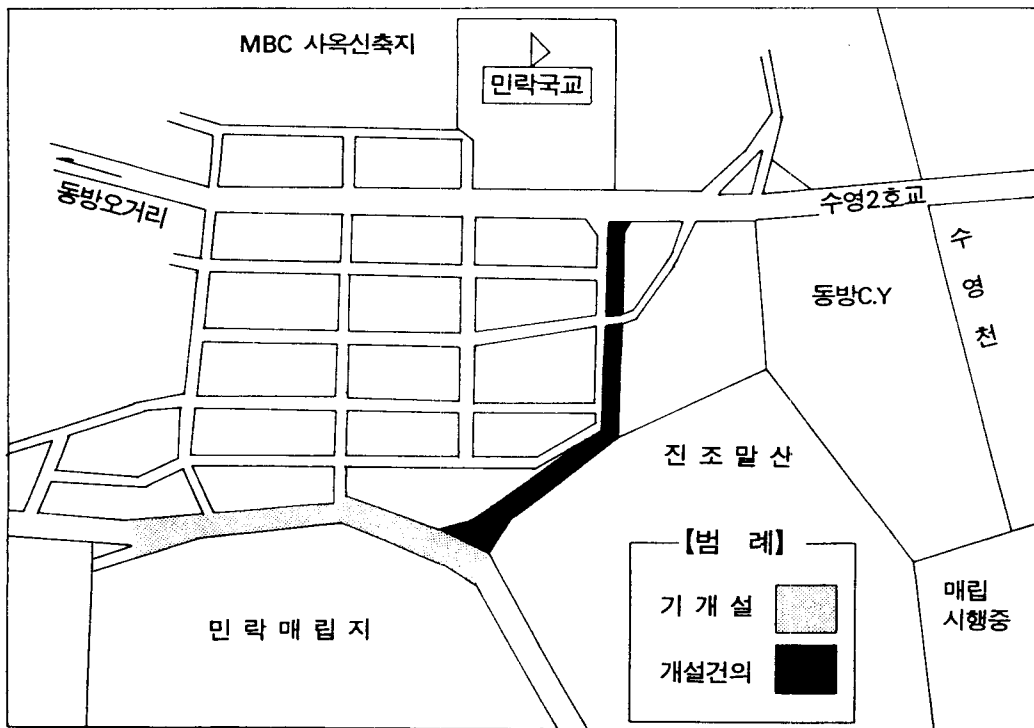 MBC 사옥신축지
민락국교
동방오거리
수영2호교
수영천
동방C.Y
진조말산
【범 례】
기 개 설
개설건의
매립
시행중
민 락 매 립 지